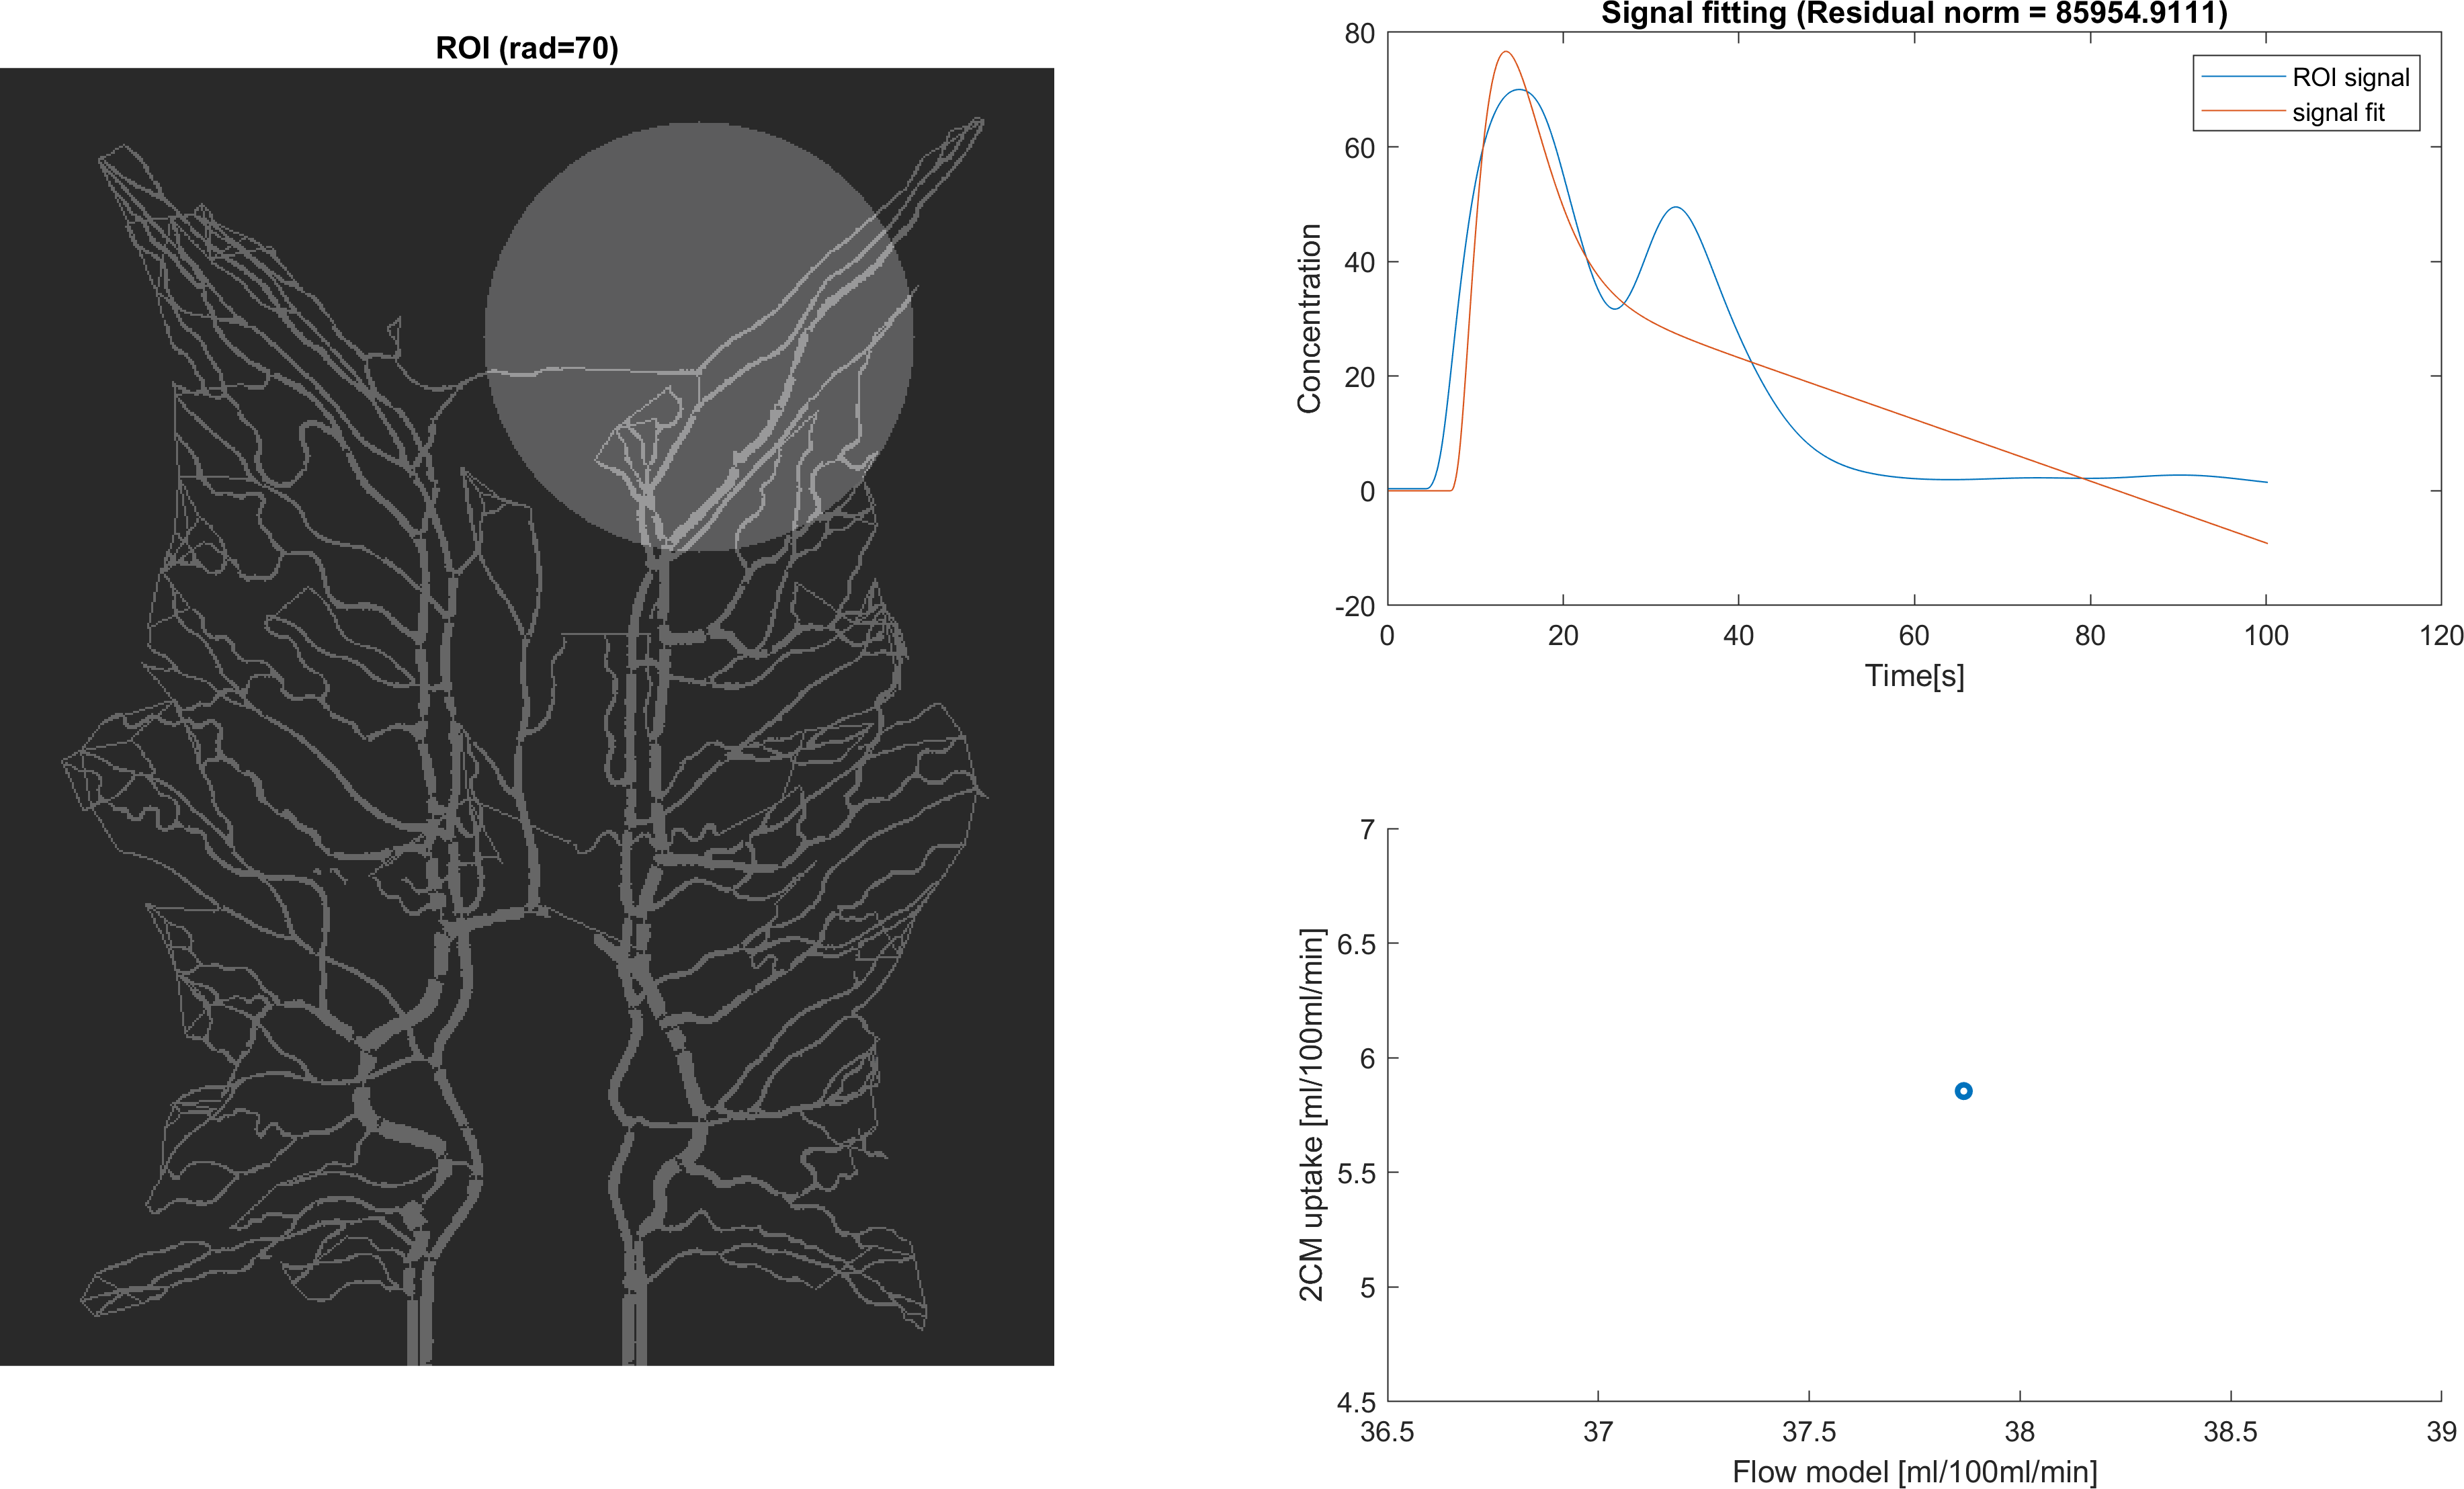 ROI (rad=70)
Signal fitting (Residual norm = 85954.9111)
80
60
40
20
0
-20
Concentration
ROI signal
signal fit
0 20 40 60 80 100 120
Time[s]
7
6.5
6
5.5
5
4.5
2CM uptake [ml/100ml/min]
36.5 37 37.5 38 38.5 39
Flow model [ml/100ml/min]